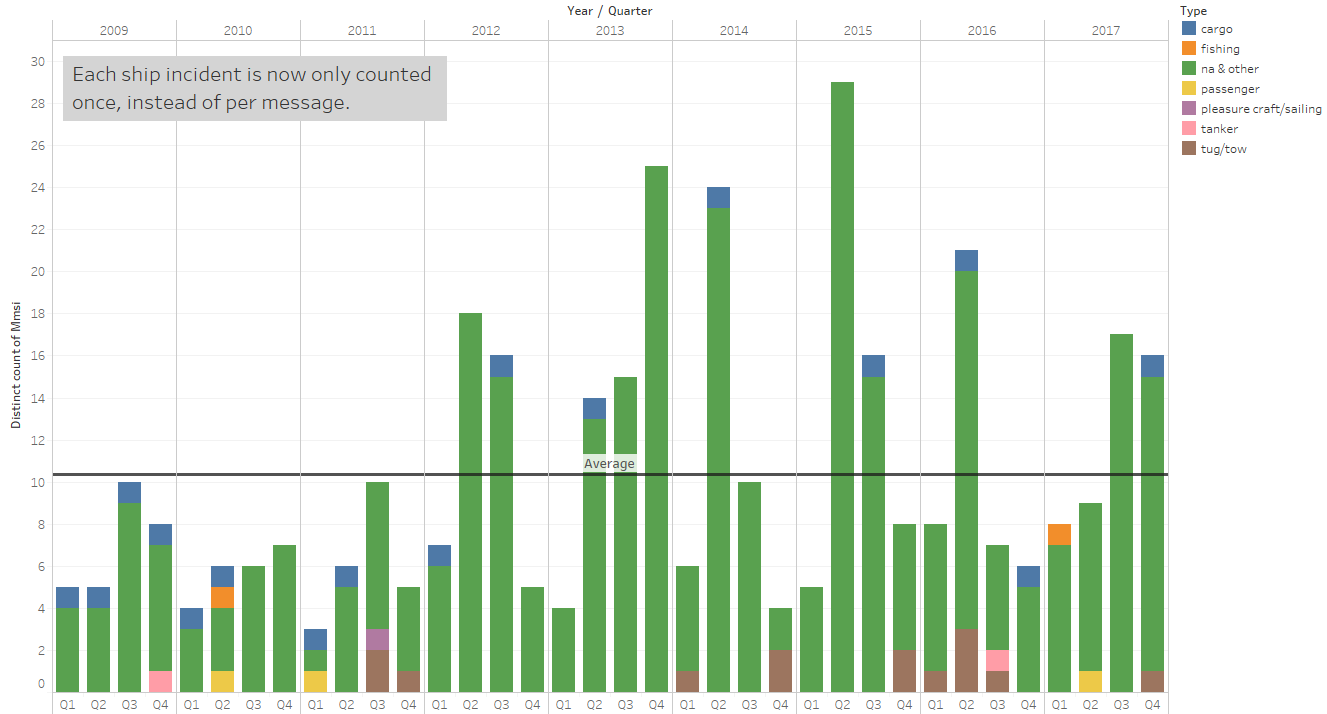 Year / Quarter
2009 2010 2011 2012 2013 2014 2015 2016 2017
Type
cargo
fishing
na & other
passenger
pleasure craft/sailing
tanker
tug/tow
Each ship incident is now only counted
once, instead of per message.
Distinct count of Mmsi
30
28
26
24
22
20
18
16
14
12
10
8
6
4
2
0
Average
Q1 Q2 Q3 Q4 Q1 Q2 Q3 Q4 Q1 Q2 Q3 Q4 Q1 Q2 Q3 Q4 Q1 Q2 Q3 Q4 Q1 Q2 Q3 Q4 Q1 Q2 Q3 Q4 Q1 Q2 Q3 Q4 Q1 Q2 Q3 Q4